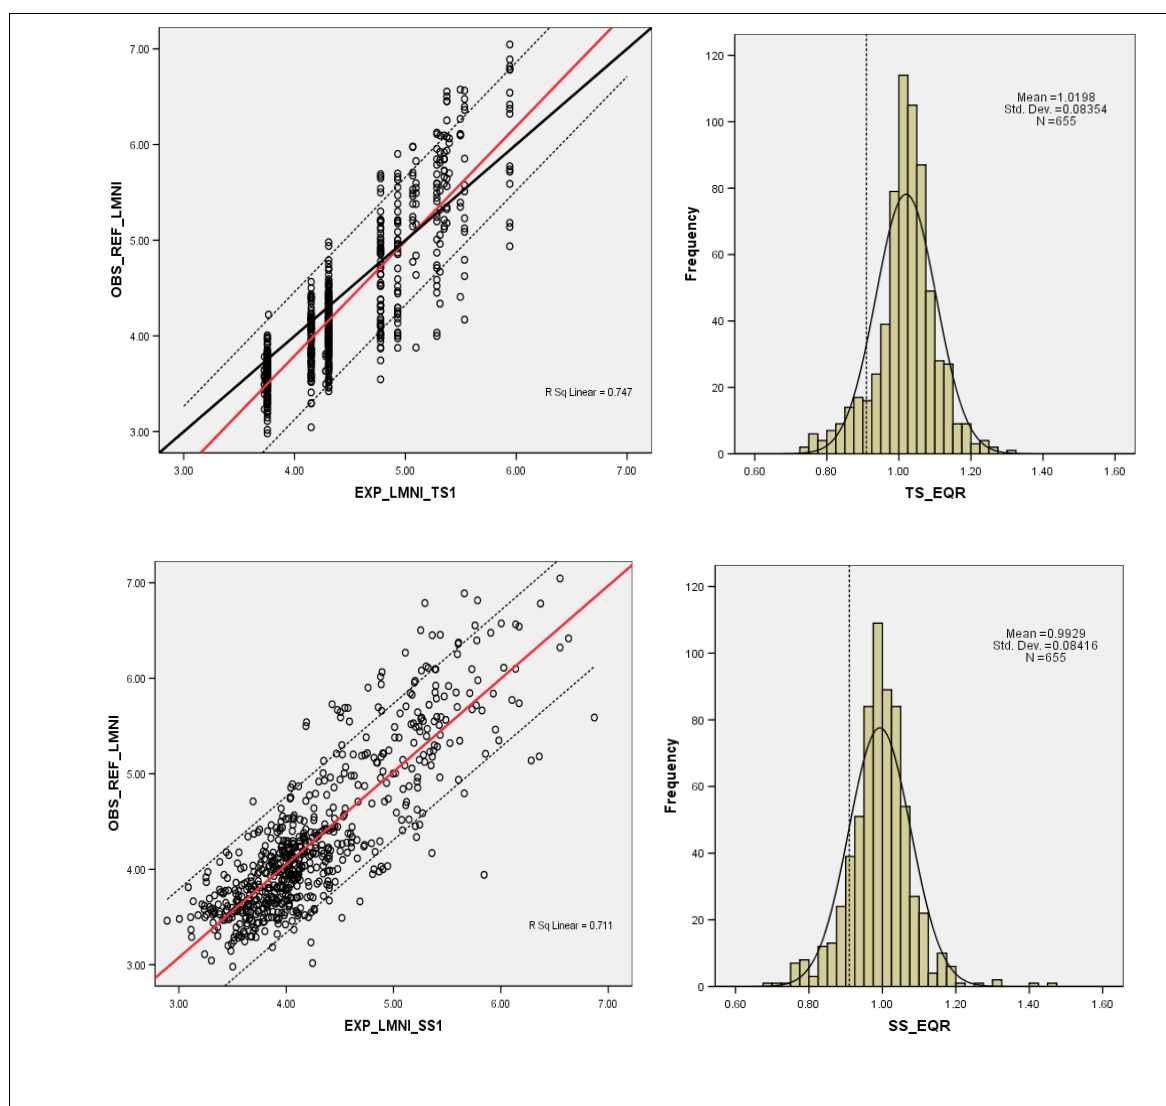 OBS_REF_LMNI
7.00
6.00
5.00
4.00
3.00
R Sq Linear = 0.747
3.00 4.00 5.00 6.00 7.00
EXP_LMNI_TS1
Frequency
120
100
80
60
40
20
0
Mean =1.0198
Std. Dev. =0.08354
N =655
0.60 0.80 1.00 1.20 1.40 1.60
TS_EQR
OBS_REF_LMNI
7.00
6.00
5.00
4.00
3.00
R Sq Linear = 0.711
3.00 4.00 5.00 6.00 7.00
EXP_LMNI_SS1
Frequency
120
100
80
60
40
20
0
Mean =0.9929
Std. Dev. =0.08416
N =655
0.60 0.80 1.00 1.20 1.40 1.60
SS_EQR